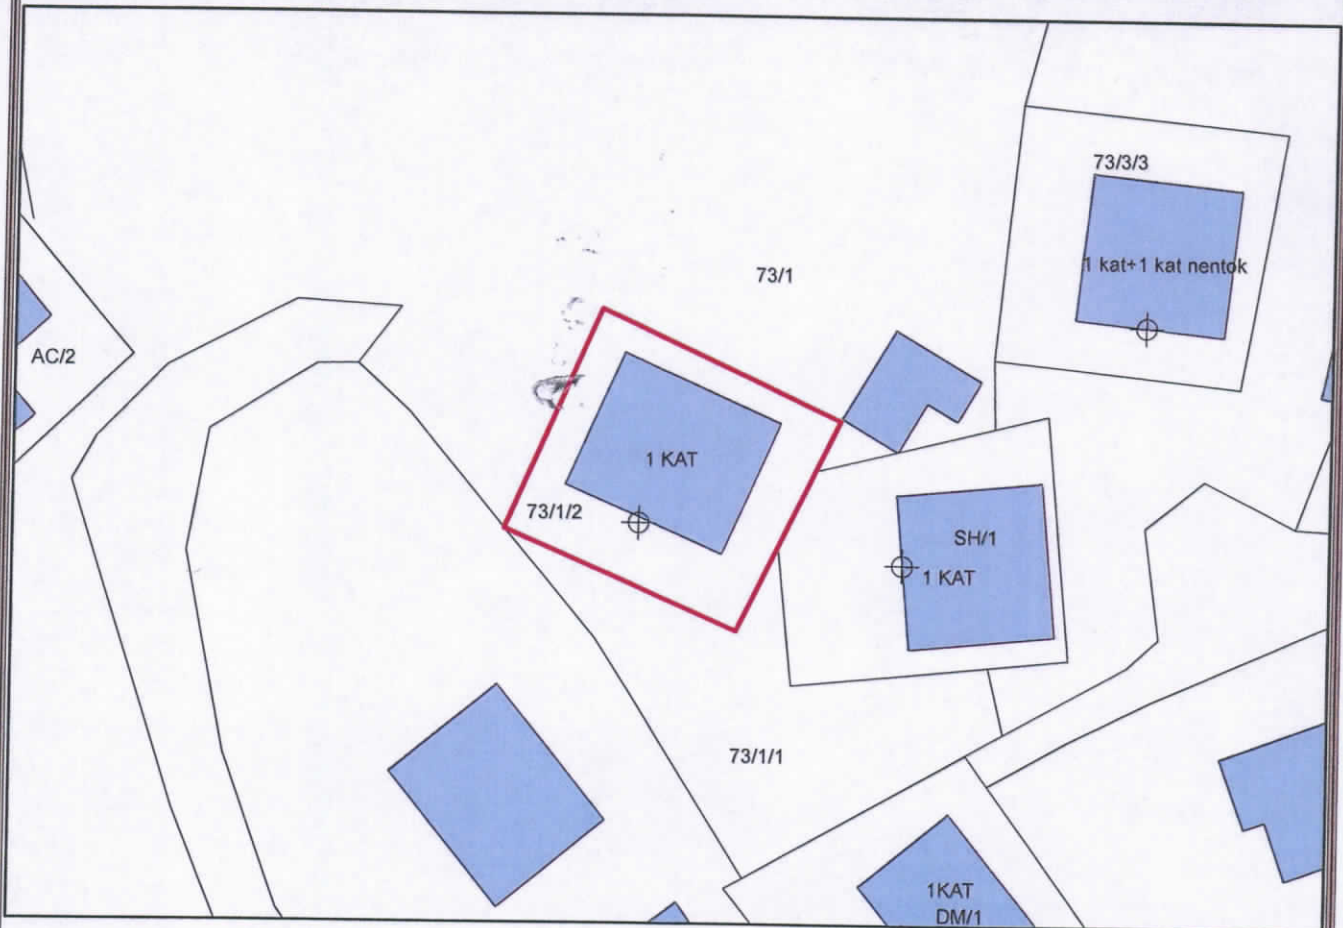 73/3/3
1 kat+1 kat nentok
73/1
AC/2
1 KAT
73/1/2
SH/1
1 KAT
73/1/1
1KAT
DM/1